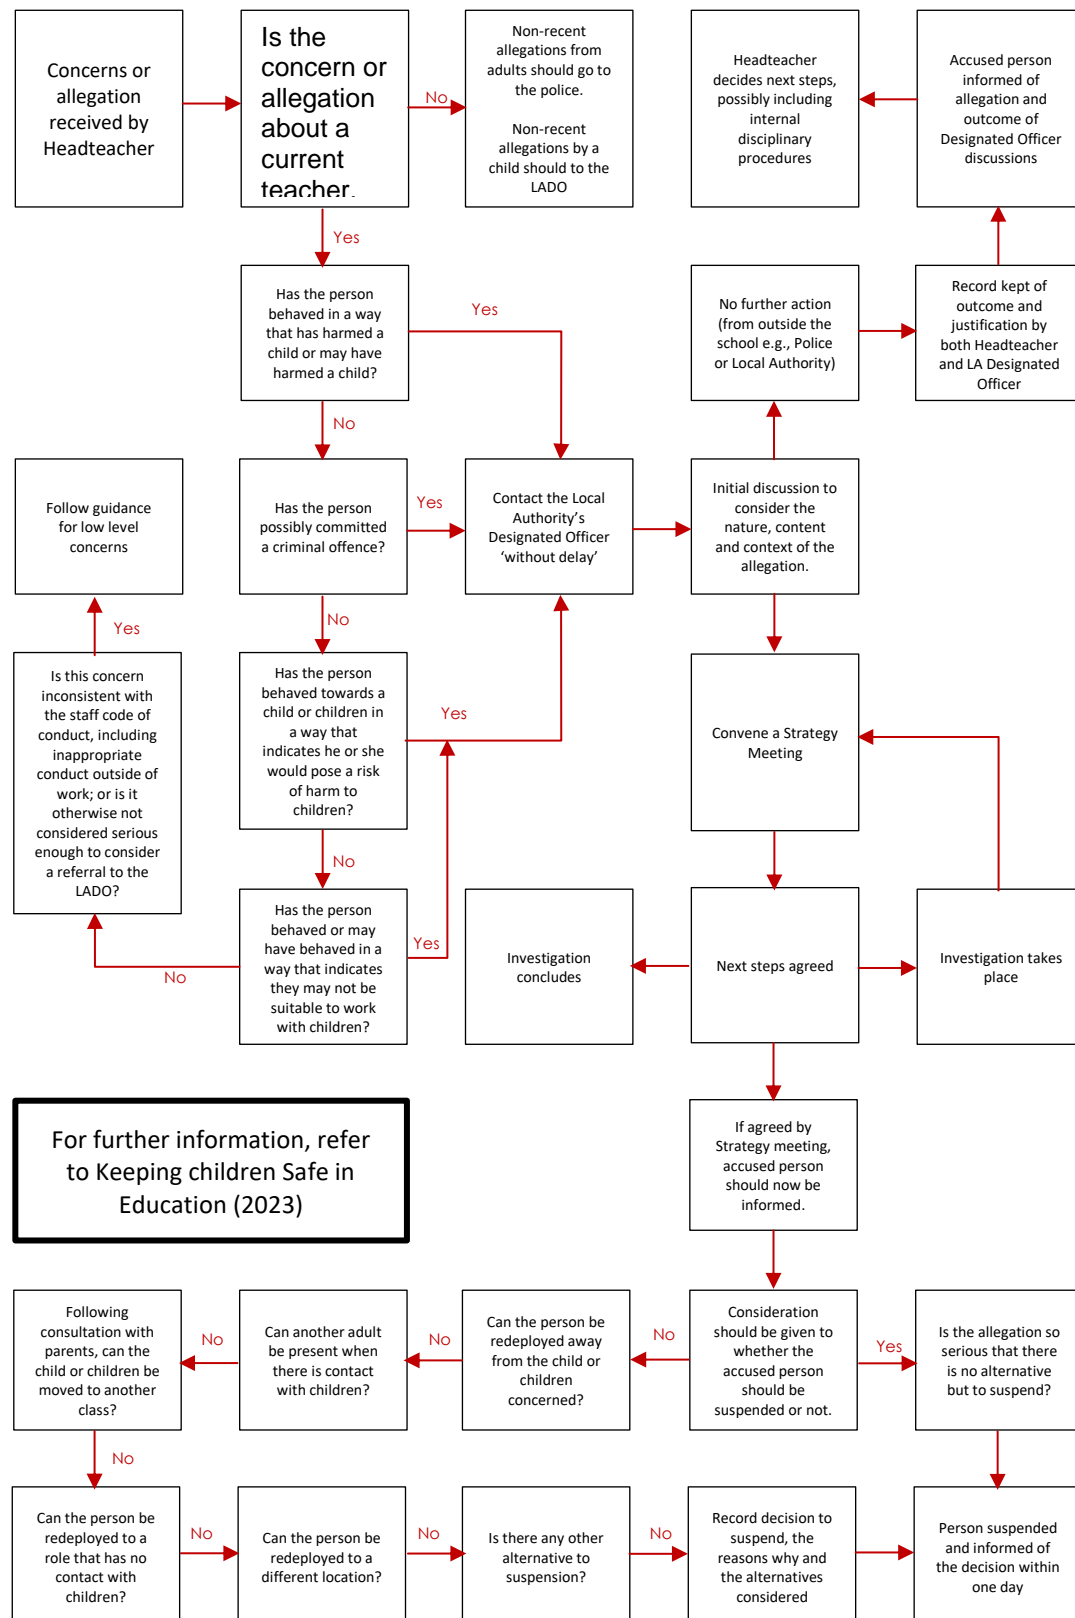 Concerns or
allegation
received by
Headteacher
Is the
concern or
allegation
about a
current
teacher.
No
Non-recent
allegations from
adults should go to
the police.
Non-recent
allegations by a
child should to the
LADO
Headteacher
decides next steps,
possibly including
internal
disciplinary
procedures
Accused person
informed of
allegation and
outcome of
Designated Officer
discussions
Yes
Has the person
behaved in a way
that has harmed a
child or may have
harmed a child?
Yes
No further action
(from outside the
school e.g., Police
or Local Authority)
Record kept of
outcome and
justification by
both Headteacher
and LA Designated
Officer
No
Follow guidance
for low level
concerns
Has the person
possibly committed
a criminal offence?
Yes
Contact the Local
Authority’s
Designated Officer
‘without delay’
Initial discussion to
consider the
nature, content
and context of the
allegation.
Yes
No
Is this concern
inconsistent with
the staff code of
conduct, including
inappropriate
conduct outside of
work; or is it
otherwise not
considered serious
enough to consider
a referral to the
LADO?
Has the person
behaved towards a
child or children in
a way that
indicates he or she
would pose a risk
of harm to
children?
Yes
Convene a Strategy
Meeting
No
No
Has the person
behaved or may
have behaved in a
way that indicates
they may not be
suitable to work
with children?
Yes
Investigation
concludes
Next steps agreed
Investigation takes
place
For further information, refer
to Keeping children Safe in
Education (2023)
If agreed by
Strategy meeting,
accused person
should now be
informed.
Following
consultation with
parents, can the
child or children be
moved to another
class?
No
Can another adult
be present when
there is contact
with children?
No
Can the person be
redeployed away
from the child or
children
concerned?
No
Consideration
should be given to
whether the
accused person
should be
suspended or not.
Yes
Is the allegation so
serious that there
is no alternative
but to suspend?
No
Can the person be
redeployed to a
role that has no
contact with
children?
No
Can the person be
redeployed to a
different location?
No
Is there any other
alternative to
suspension?
No
Record decision to
suspend, the
reasons why and
the alternatives
considered
Person suspended
and informed of
the decision within
one day